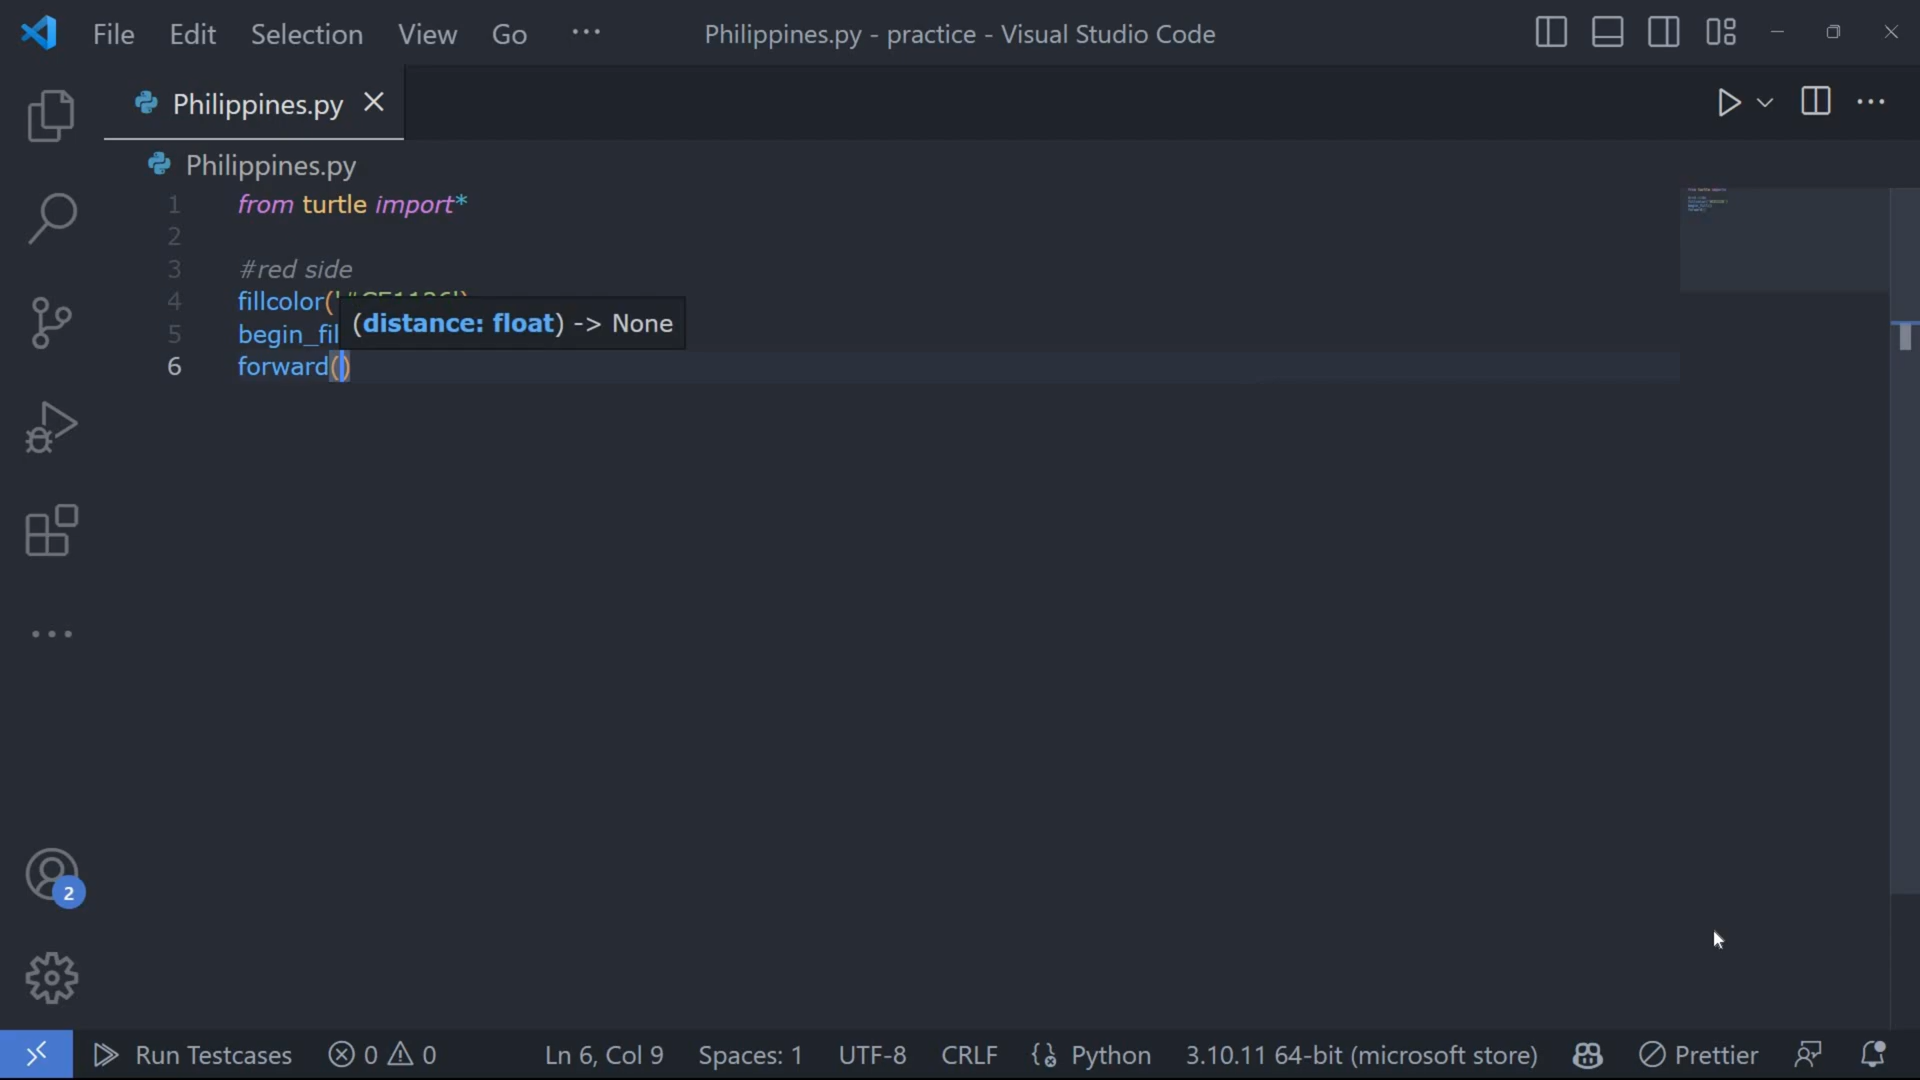 File Edit Selection View Go ··· Philippines.py - practice - Visual Studio Code
Philippines.py
Philippines.py
1 from turtle import*
2
3 #red side
4 fillcolor(
5 begin_fil
(distance: float) -> None
6 forward()
2
Run Testcases 0 0 Ln 6, Col 9 Spaces: 1 UTF-8 CRLF Python 3.10.11 64-bit (microsoft store) Prettier